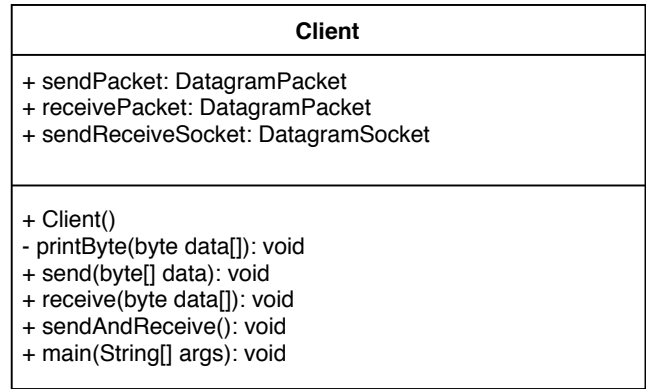 Client
+ sendPacket: DatagramPacket
+ receivePacket: DatagramPacket
+ sendReceiveSocket: DatagramSocket
+ Client()
- printByte(byte data[]): void
+ send(byte[] data): void
+ receive(byte data[]): void
+ sendAndReceive(): void
+ main(String[] args): void